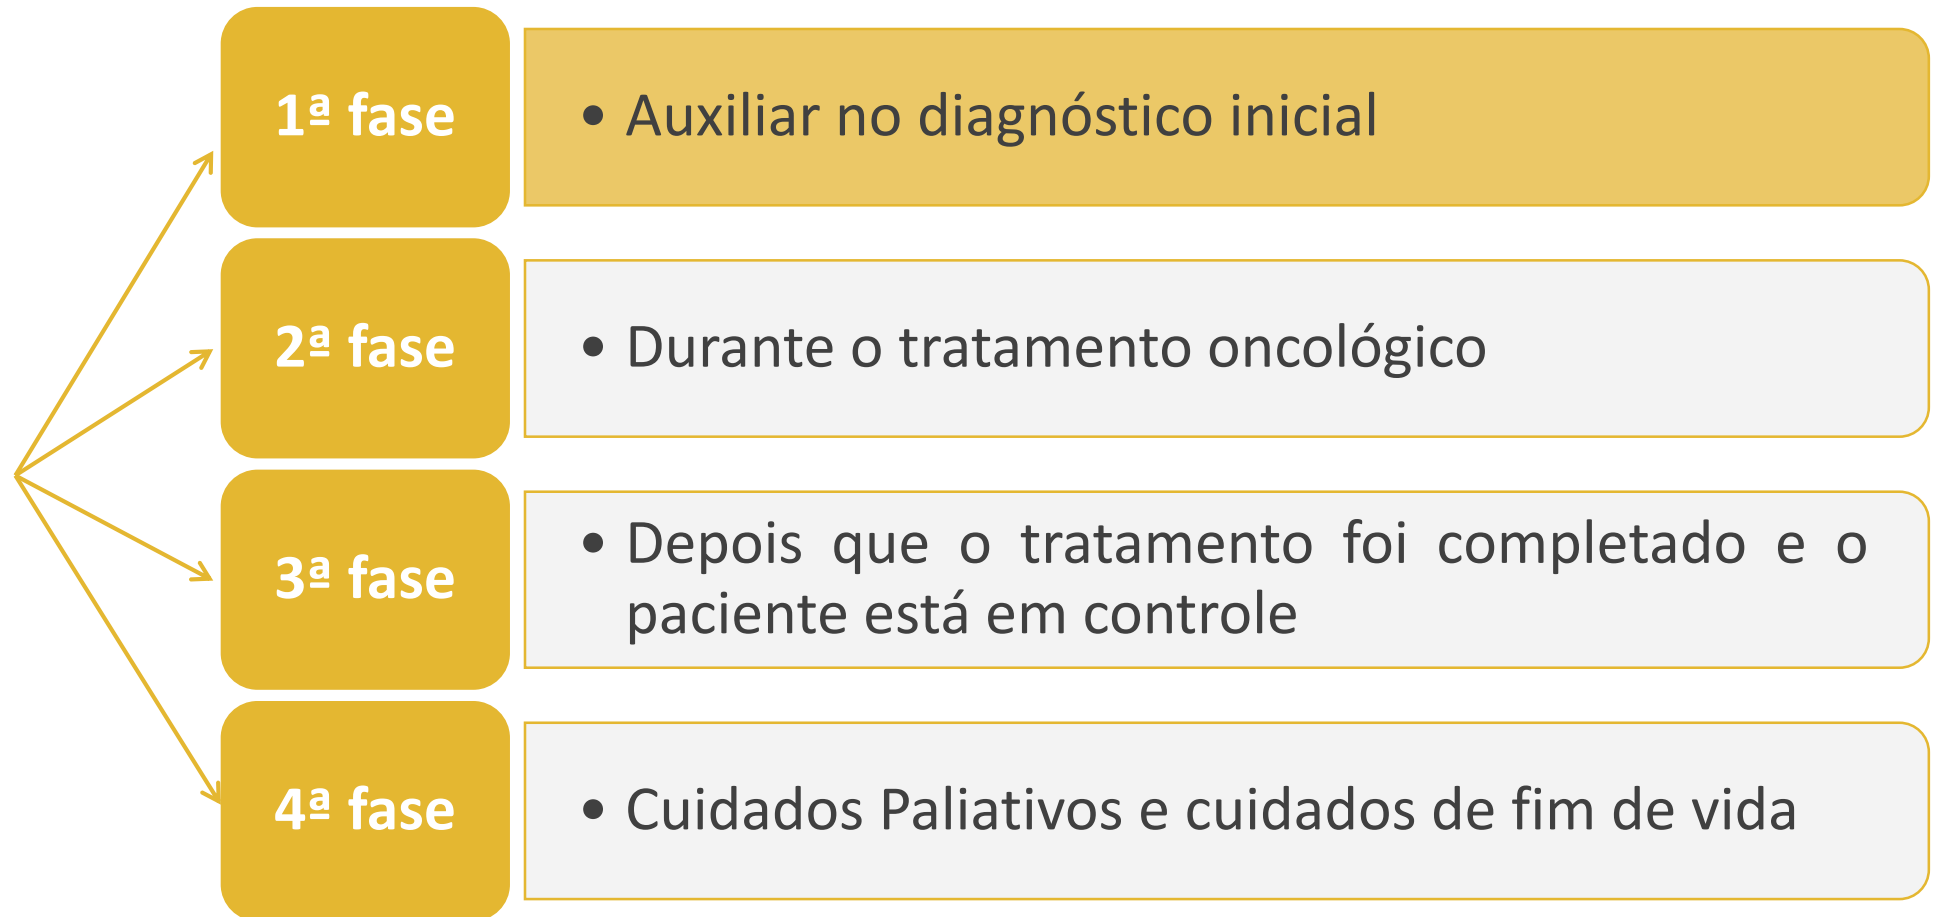 1ª fase
• Auxiliar no diagnóstico inicial
2ª fase
• Durante o tratamento oncológico
3ª fase
• Depois que o tratamento foi completado e o
paciente está em controle
4ª fase
• Cuidados Paliativos e cuidados de fim de vida